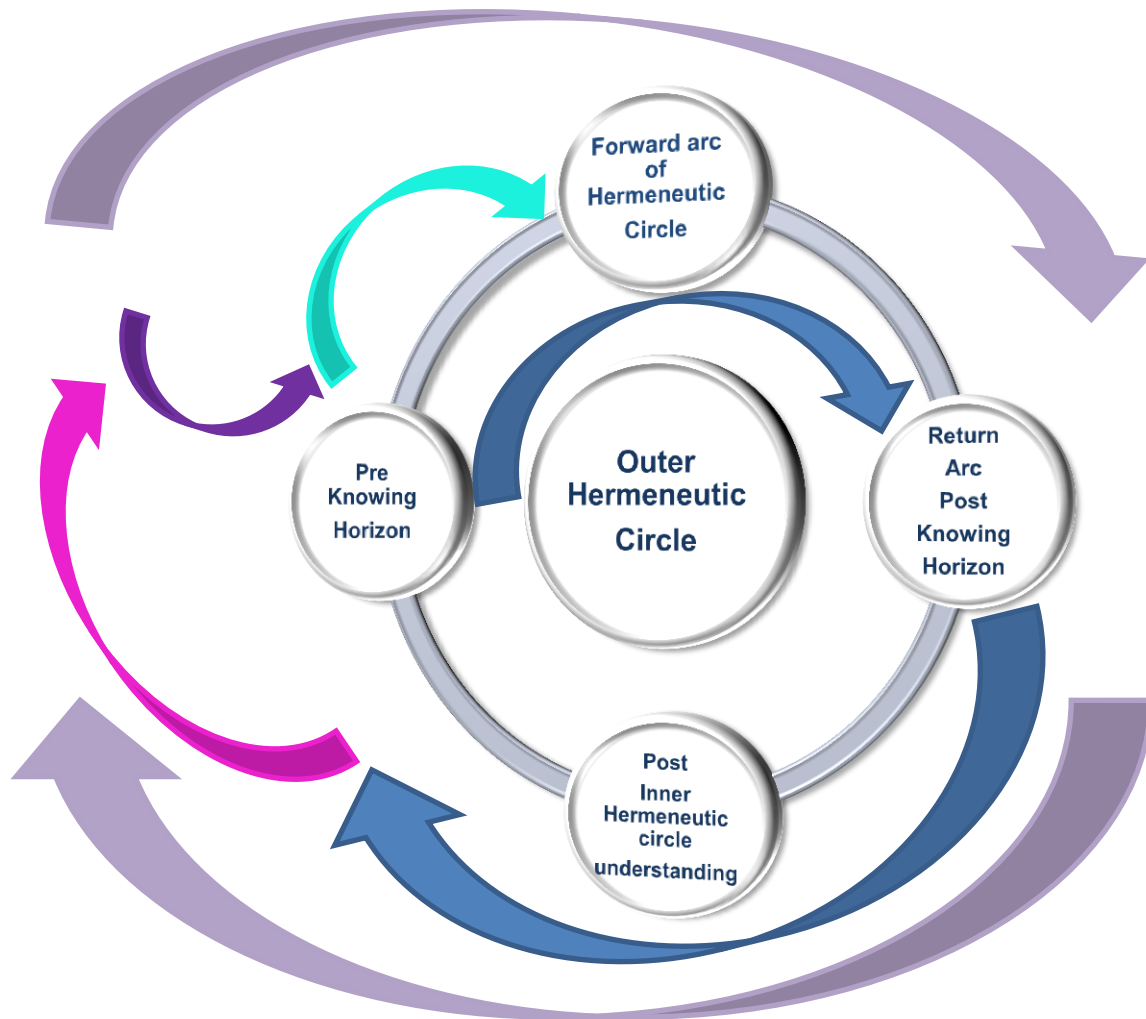 Forward arc
of
Hermeneutic
Circle
Pre
Knowing
Horizon
Outer
Hermeneutic
Circle
Return
Arc
Post
Knowing
Horizon
Post
Inner
Hermeneutic
circle
understanding